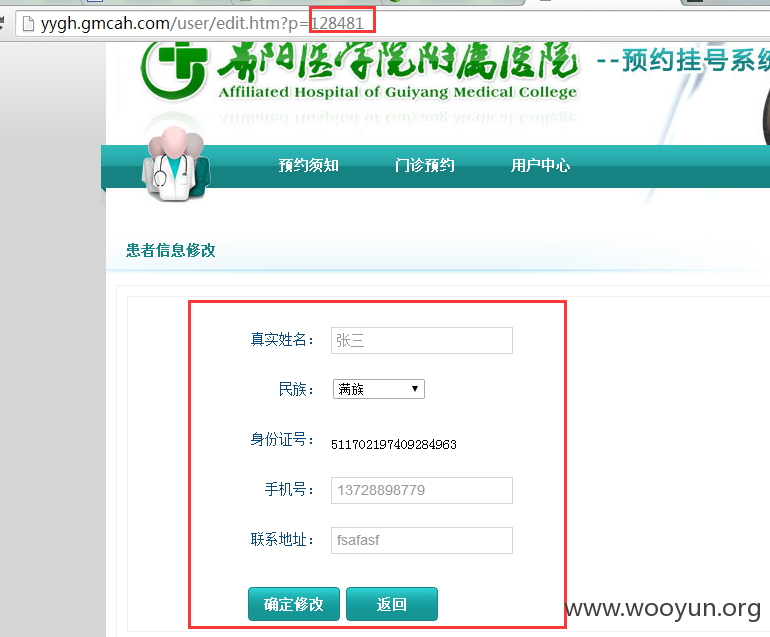 yygh.gmcah.com/user/edit.htm?p=128481
貴阳医学院附属医院 --预约挂号系统
Affiliated Hospital of Guiyang Medical College
预约须知 门诊预约 用户中心
患者信息修改
真实姓名： 张三
民族： 满族
身份证号： 511702197409284963
手机号： 13728898779
联系地址： fsafasf
确定修改 返回
www.wooyun.org